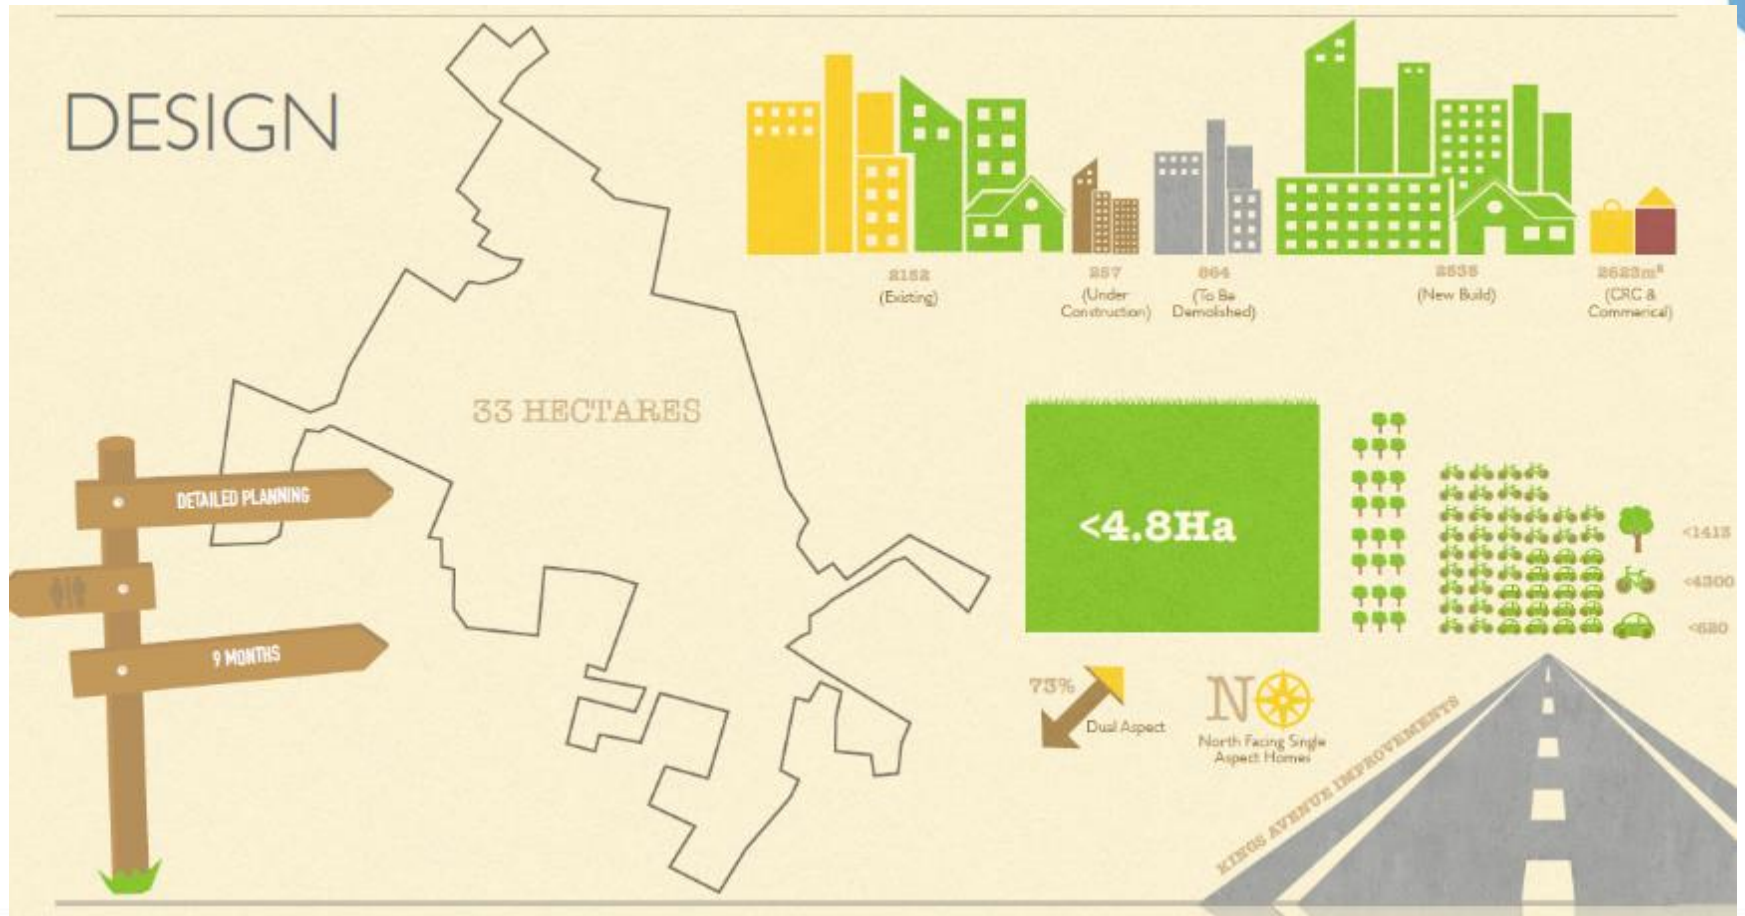 DESIGN
33 HECTARES
DETAILED PLANNING
9 MONTHS
2152
(Existing)
257
(Under
Construction)
864
(To Be
Demolished)
2535
(New Build)
2623m²
(CRC &
Commerical)
<4.8Ha
<1413
<4300
<620
73%
Dual Aspect
N
North Facing Single
Aspect Homes
KINGS AVENUE IMPROVEMENTS